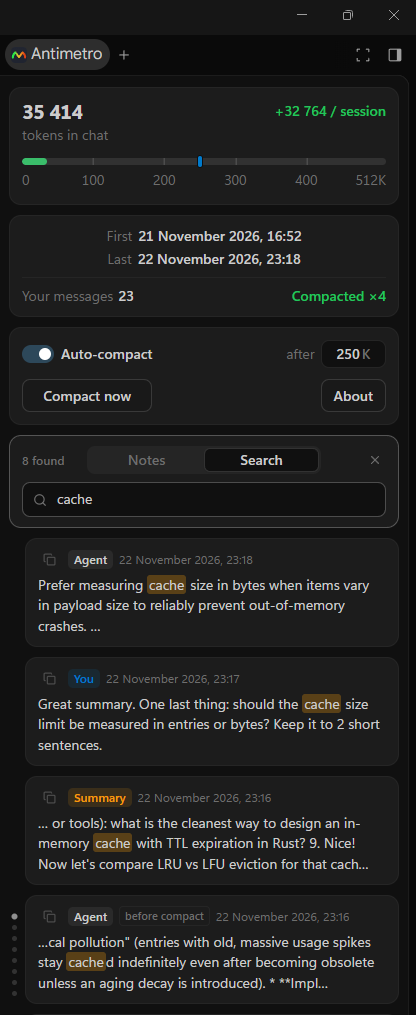 Antimetro
35 414
+32 764 / session
tokens in chat
0 100 200 300 400 512K
First 21 November 2026, 16:52
Last 22 November 2026, 23:18
Your messages 23
Compacted ×4
Auto-compact
after 250 K
Compact now
About
8 found
Notes
Search
cache
Agent 22 November 2026, 23:18
Prefer measuring cache size in bytes when items vary
in payload size to reliably prevent out-of-memory
crashes. ...
You 22 November 2026, 23:17
Great summary. One last thing: should the cache size
limit be measured in entries or bytes? Keep it to 2 short
sentences.
Summary 22 November 2026, 23:16
... or tools): what is the cleanest way to design an in-
memory cache with TTL expiration in Rust? 9. Nice!
Now let's compare LRU vs LFU eviction for that cach...
Agent before compact 22 November 2026, 23:16
...cal pollution" (entries with old, massive usage spikes
stay cached indefinitely even after becoming obsolete
unless an aging decay is introduced). * **Impl...